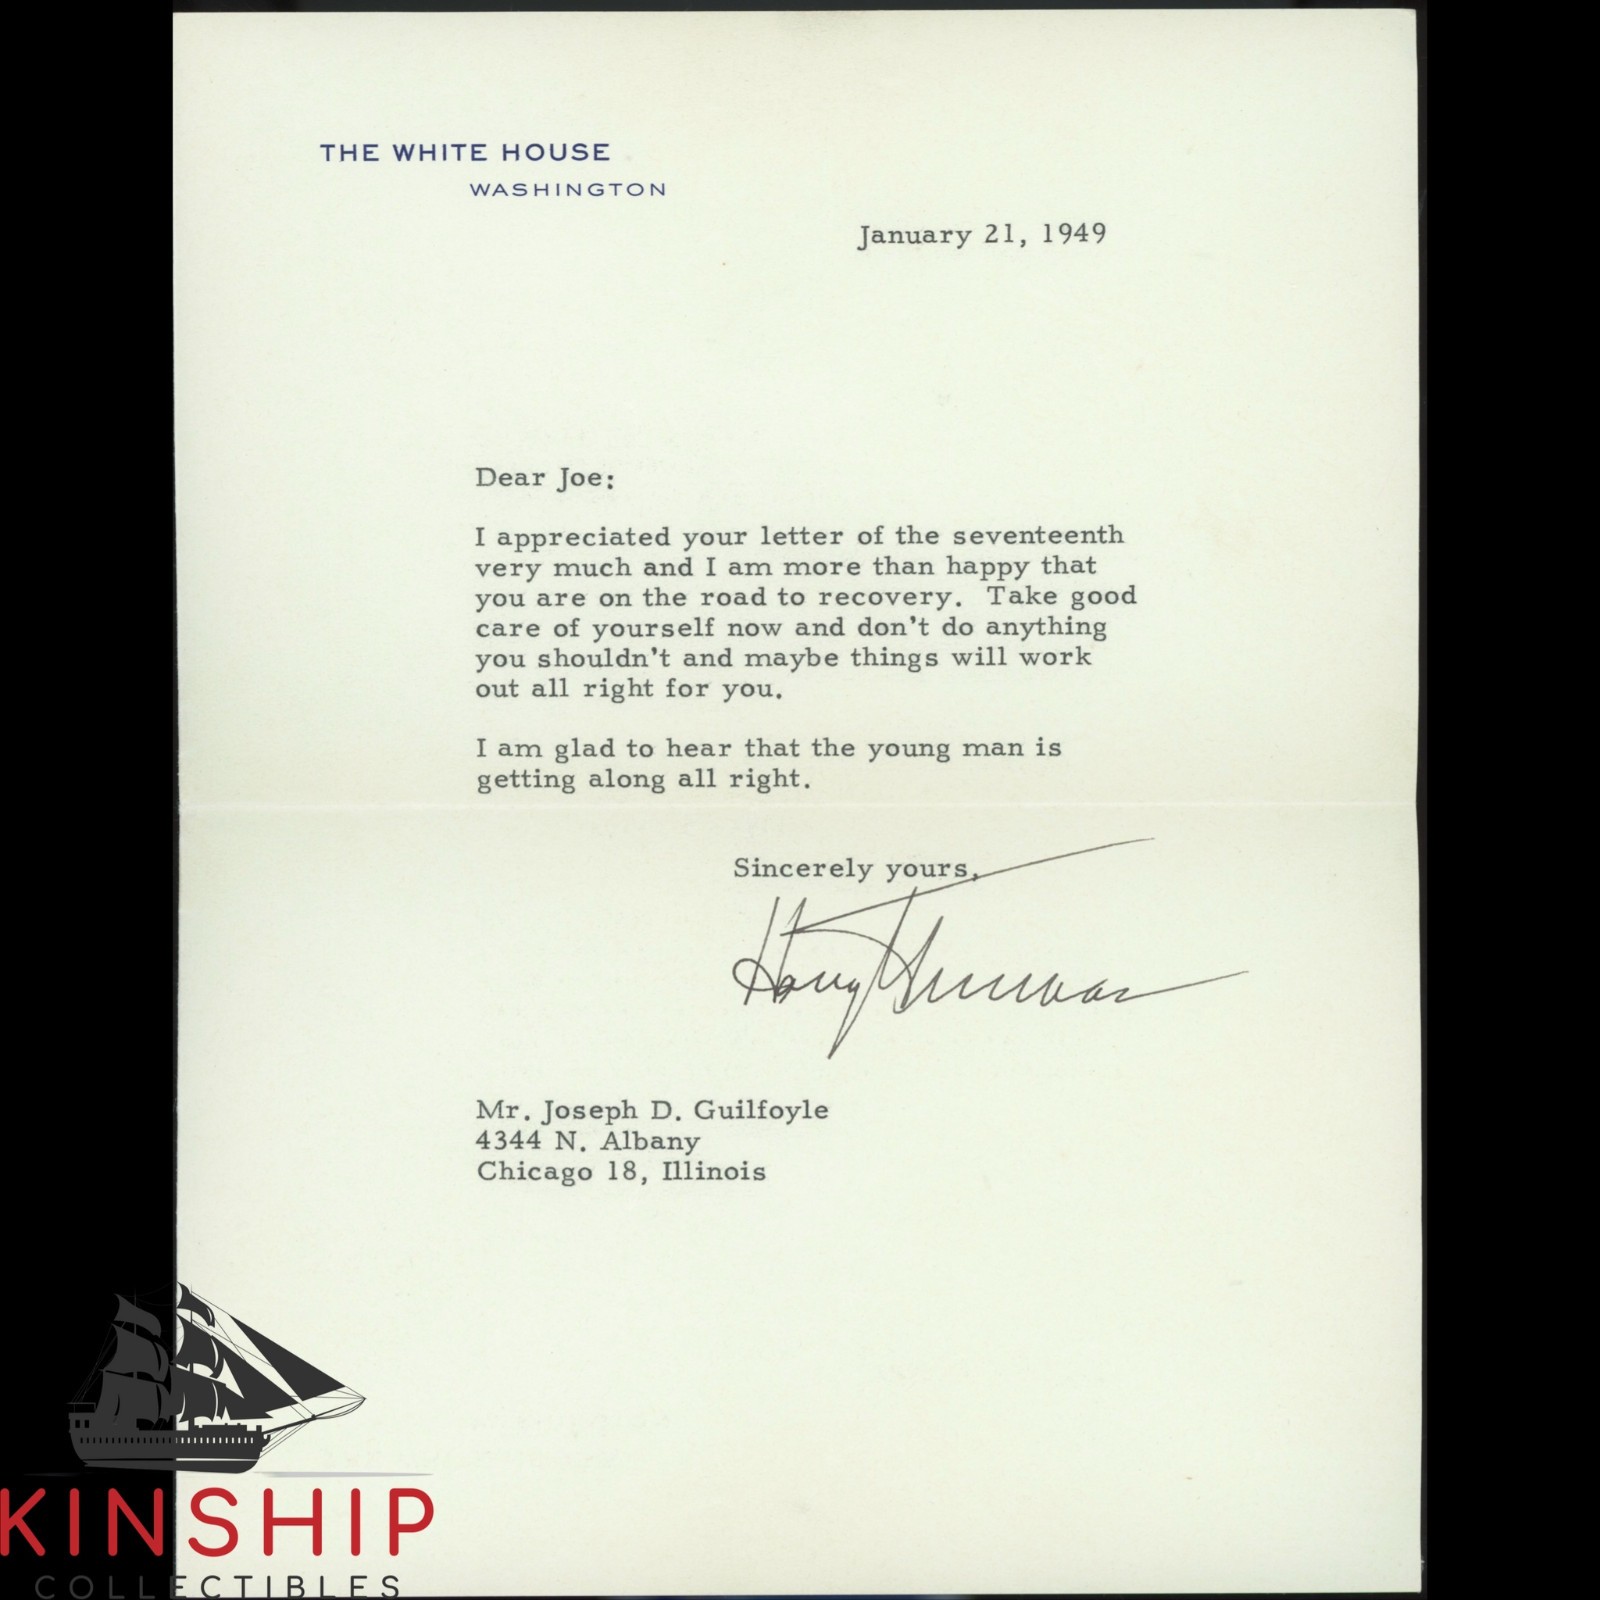 THE WHITE HOUSE
WASHINGTON
January 21, 1949
Dear Joe:
I appreciated your letter of the seventeenth
very much and I am more than happy that
you are on the road to recovery. Take good
care of yourself now and don't do anything
you shouldn't and maybe things will work
out all right for you.
I am glad to hear that the young man is
getting along all right.
Sincerely yours,
Harry Truman
Mr. Joseph D. Guilfoyle
4344 N. Albany
Chicago 18, Illinois
KINSHIP
COLLECTIBLES